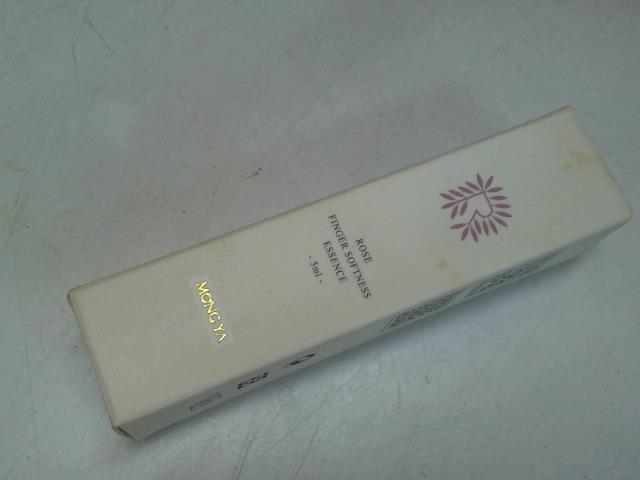 ROSE
FINGER SOFTNESS
ESSENCE
- 5ml -
MONG YA